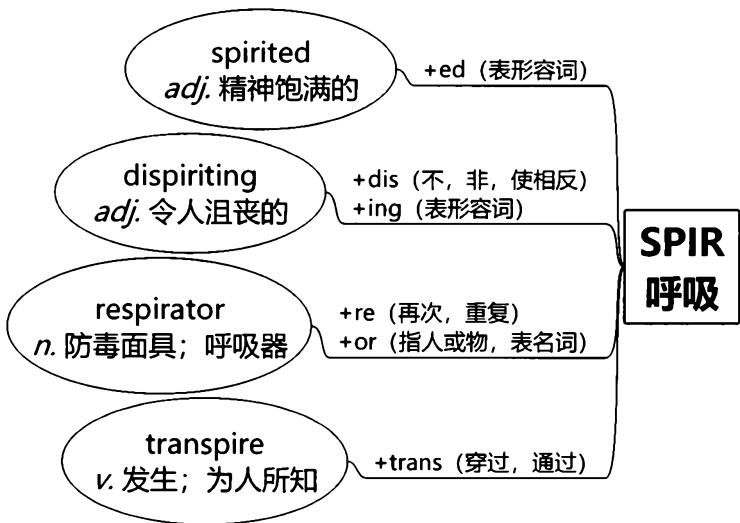 spirited
adj. 精神饱满的
+ed（表形容词）
dispiriting
adj. 令人沮丧的
+dis（不，非，使相反）
+ing（表形容词）
SPIR
呼吸
respirator
n. 防毒面具；呼吸器
+re（再次，重复）
+or（指人或物，表名词）
transpire
v. 发生；为人所知
+trans（穿过，通过）